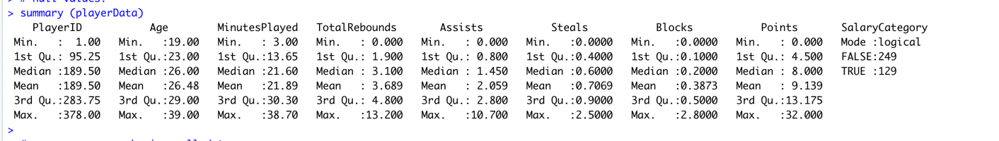 > # null values.
> summary (playerData)
PlayerID Age MinutesPlayed TotalRebounds Assists Steals Blocks Points SalaryCategory
Min. : 1.00 Min. :19.00 Min. : 3.00 Min. : 0.000 Min. : 0.000 Min. :0.0000 Min. :0.0000 Min. : 0.000 Mode :logical
1st Qu.: 95.25 1st Qu.:23.00 1st Qu.:13.65 1st Qu.: 1.900 1st Qu.: 0.800 1st Qu.:0.4000 1st Qu.:0.1000 1st Qu.: 4.500 FALSE:249
Median :189.50 Median :26.00 Median :21.60 Median : 3.100 Median : 1.450 Median :0.6000 Median :0.2000 Median : 8.000 TRUE :129
Mean :189.50 Mean :26.48 Mean :21.89 Mean : 3.689 Mean : 2.059 Mean :0.7069 Mean :0.3873 Mean : 9.139
3rd Qu.:283.75 3rd Qu.:29.00 3rd Qu.:30.30 3rd Qu.: 4.800 3rd Qu.: 2.800 3rd Qu.:0.9000 3rd Qu.:0.5000 3rd Qu.:13.175
Max. :378.00 Max. :39.00 Max. :38.70 Max. :13.200 Max. :10.700 Max. :2.5000 Max. :2.8000 Max. :32.000
>